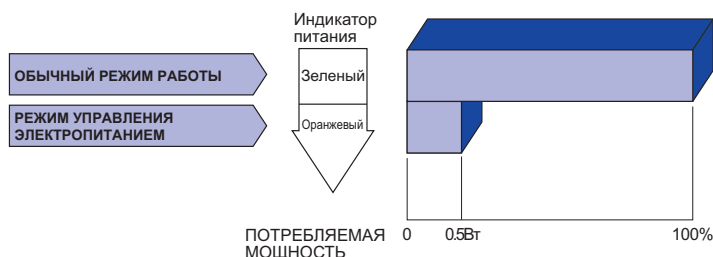 Индикатор
питания
ОБЫЧНЫЙ РЕЖИМ РАБОТЫ
Зеленый
РЕЖИМ УПРАВЛЕНИЯ
ЭЛЕКТРОПИТАНИЕМ
Оранжевый
ПОТРЕБЛЯЕМАЯ
МОЩНОСТЬ
0 0.5Вт 100%